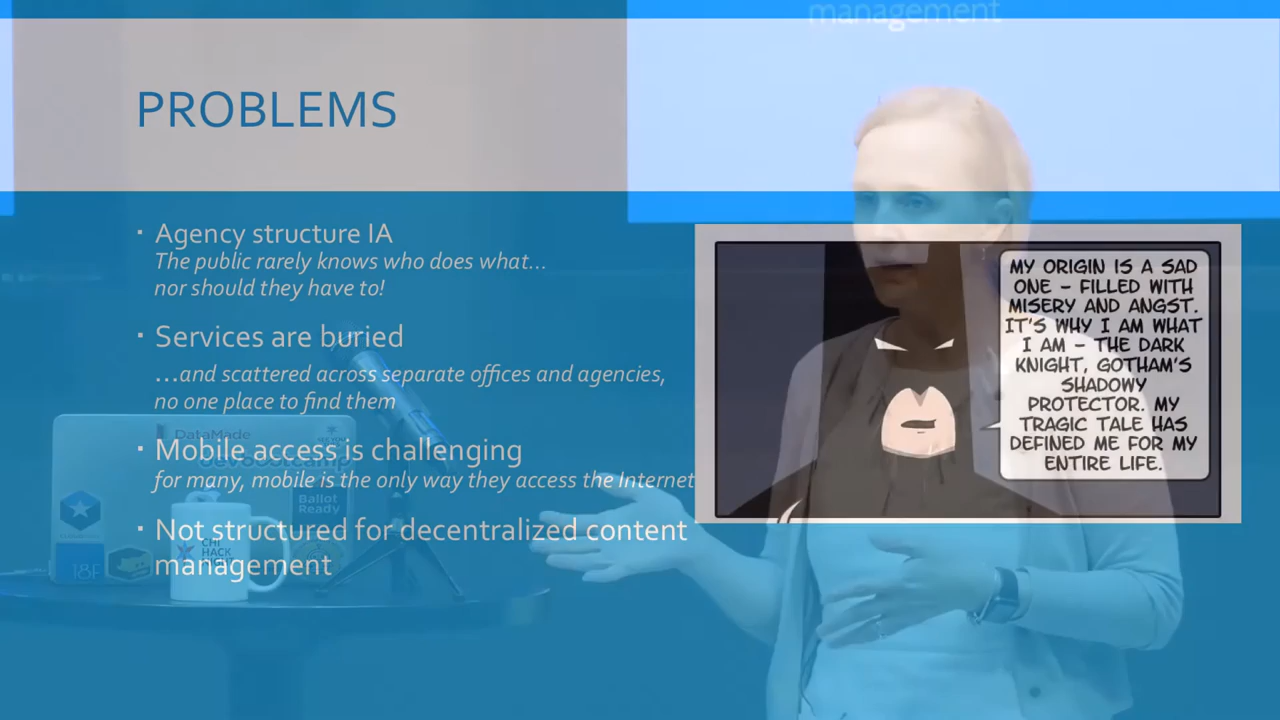 management
PROBLEMS
Agency structure IA
The public rarely knows who does what...
nor should they have to!
Services are buried
...and scattered across separate offices and agencies,
no one place to find them
Mobile access is challenging
for many, mobile is the only way they access the Internet
Not structured for decentralized content
management
MY ORIGIN IS A SAD
ONE – FILLED WITH
MISERY AND ANGST.
IT'S WHY I AM WHAT
I AM – THE DARK
KNIGHT, GOTHAM'S
SHADOWY
PROTECTOR. MY
TRAGIC TALE HAS
DEFINED ME FOR MY
ENTIRE LIFE.
DataMade
devbootcamp
Ballot
Ready
CHI
HACK
18F